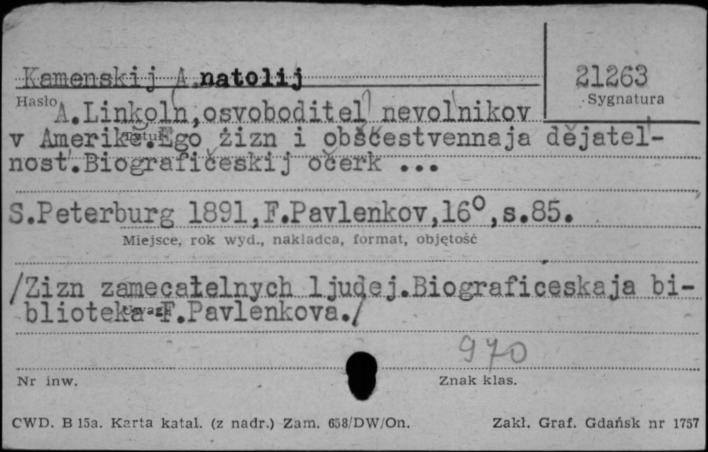 Kamenskij A.natolij
21263
Hasło
Sygnatura
A.Linkoln,osvoboditel nevolnikov
v Amerikě.Ego žizn i obščestvennaja dějatel-
nost.Biografičeskij očerk ...
S.Peterburg 1891,F.Pavlenkov,16°,s.85.
Miejsce, rok wyd., nakładca, format, objętość
/Zizn zamecatelnych ljudej.Biograficeskaja bi-
blioteka F.Pavlenkova./
970
Nr inw.
Znak klas.
CWD. B 15a. Karta katal. (z nadr.) Zam. 658/DW/On.
Zakl. Graf. Gdańsk nr 1757